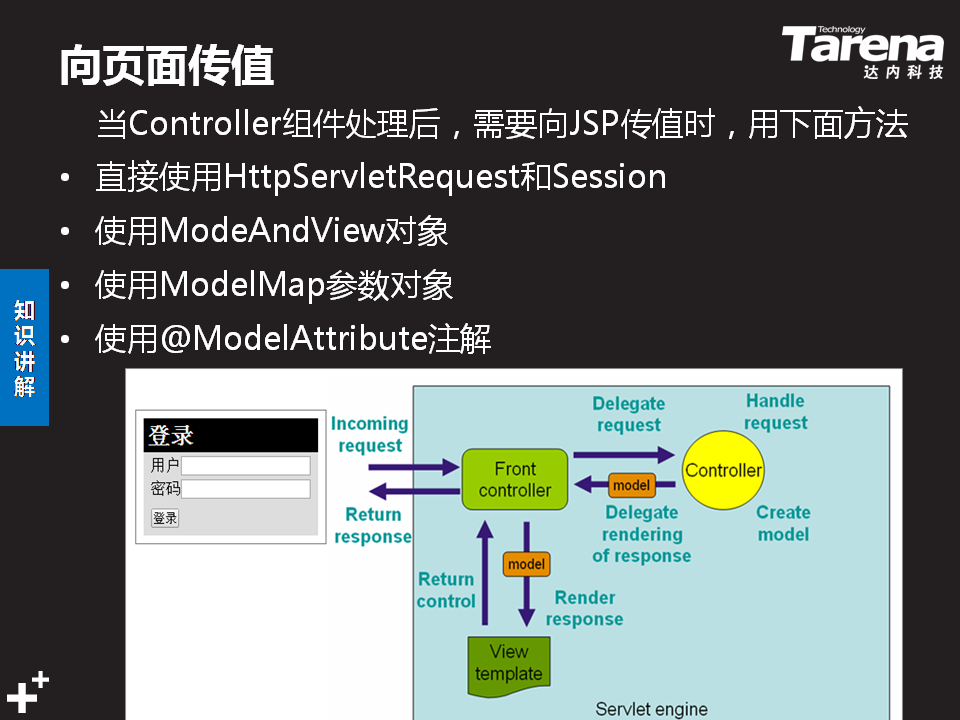 向页面传值
Technology
Tarena
达内科技
当Controller组件处理后，需要向JSP传值时，用下面方法
• 直接使用HttpServletRequest和Session
• 使用ModeAndView对象
• 使用ModelMap参数对象
• 使用@ModelAttribute注解
知
识
讲
解
登录
用户
密码
登录
Incoming
request
Return
response
Front
controller
Delegate
request
Handle
request
Controller
model
Delegate
rendering
of response
Create
model
model
Return
control
Render
response
View
template
Servlet engine